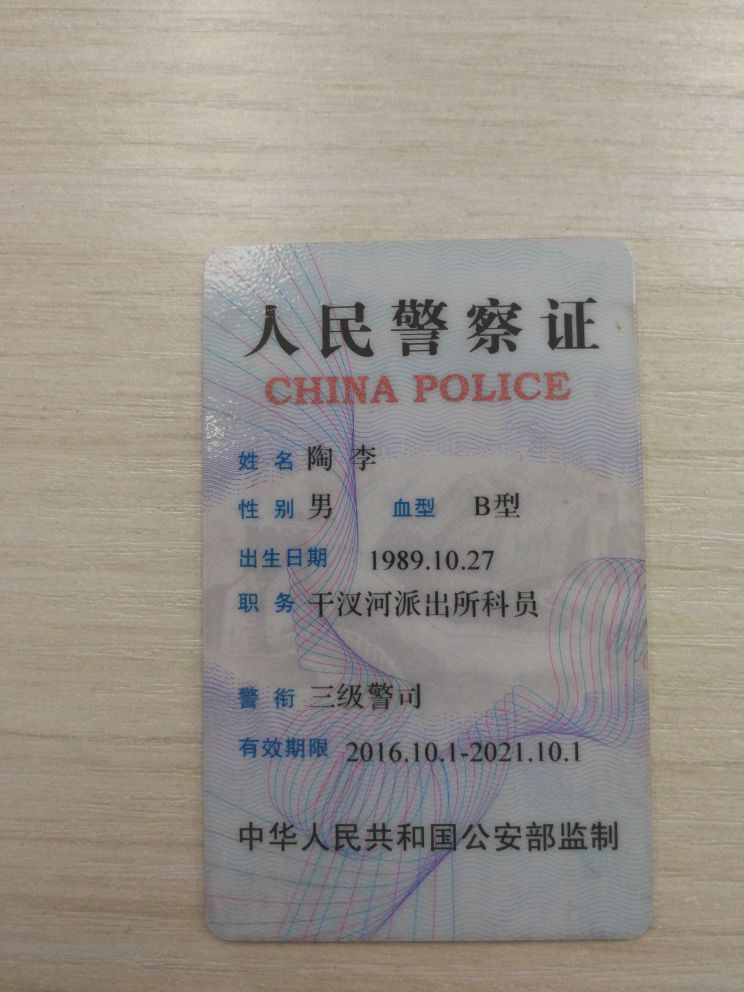 人民警察证
CHINA POLICE
姓名 陶李
性别 男 血型 B型
出生日期 1989.10.27
职务 干汊河派出所科员
警衔 三级警司
有效期限 2016.10.1-2021.10.1
中华人民共和国公安部监制